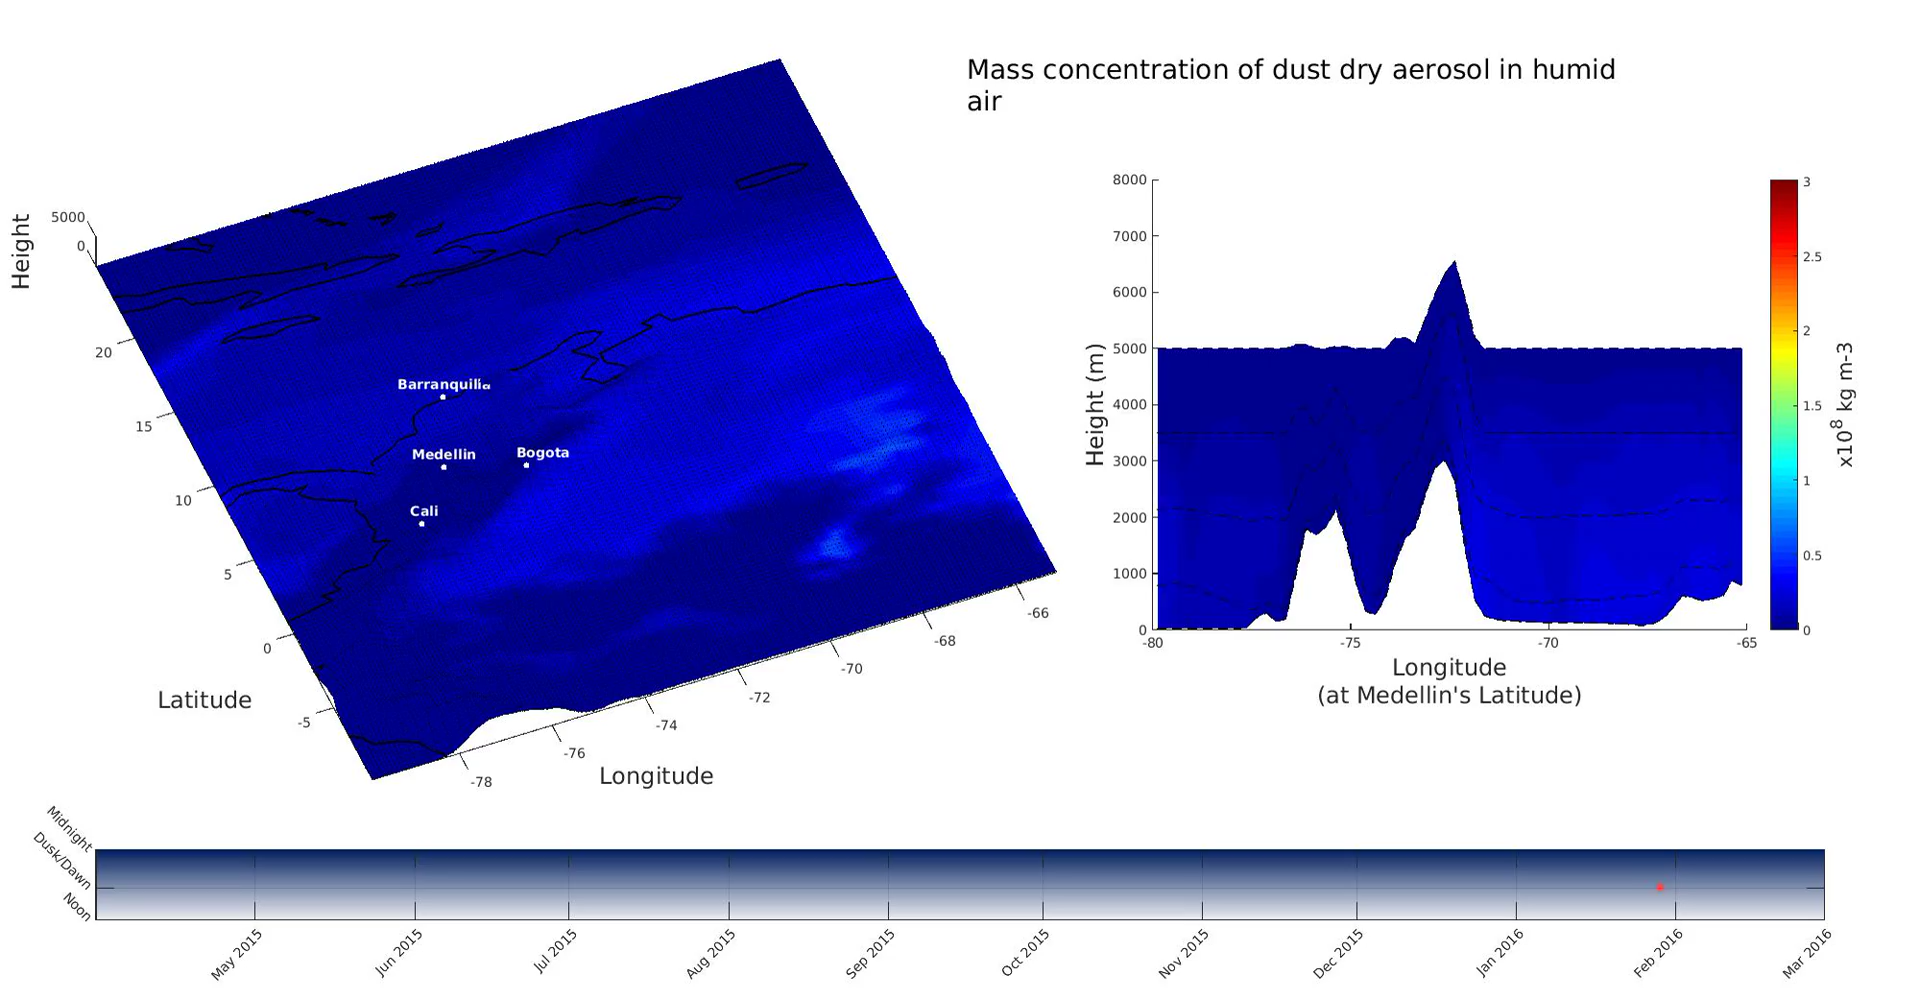 Mass concentration of dust dry aerosol in humid
air
Height
5000
0
20
15
10
5
0
-5
Latitude
-78
-76
-74
-72
-70
-68
-66
Longitude
Barranquilla
Medellin
Bogota
Cali
8000
7000
6000
5000
4000
3000
2000
1000
0
Height (m)
-80
-75
-70
-65
Longitude
(at Medellin's Latitude)
3
2.5
2
1.5
1
0.5
0
x10⁸ kg m-3
Midnight
Dusk/Dawn
Noon
May 2015
Jun 2015
Jul 2015
Aug 2015
Sep 2015
Oct 2015
Nov 2015
Dec 2015
Jan 2016
Feb 2016
Mar 2016